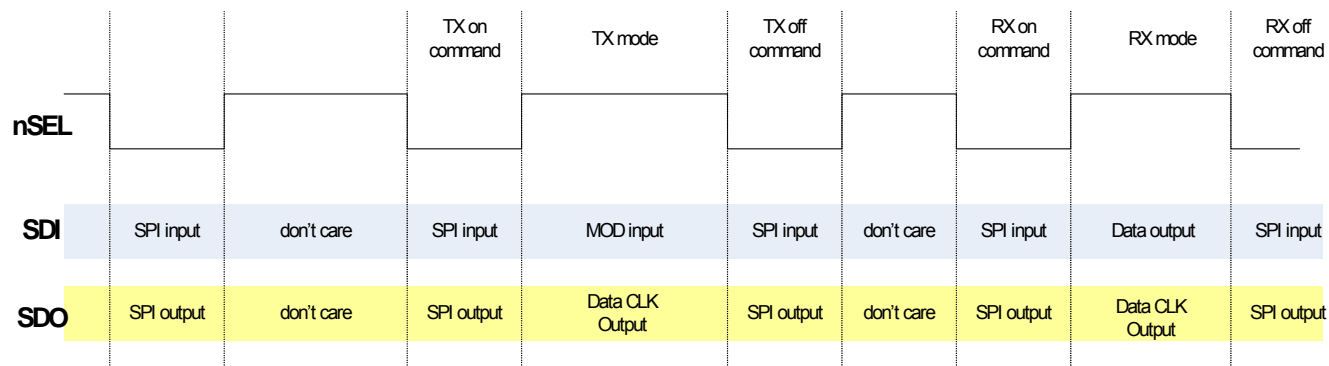 TX on
command
TX mode
TX off
command
RX on
command
RX mode
RX off
command
nSEL
SDI
SPI input
don't care
SPI input
MOD input
SPI input
don't care
SPI input
Data output
SPI input
SDO
SPI output
don't care
SPI output
Data CLK
Output
SPI output
don't care
SPI output
Data CLK
Output
SPI output